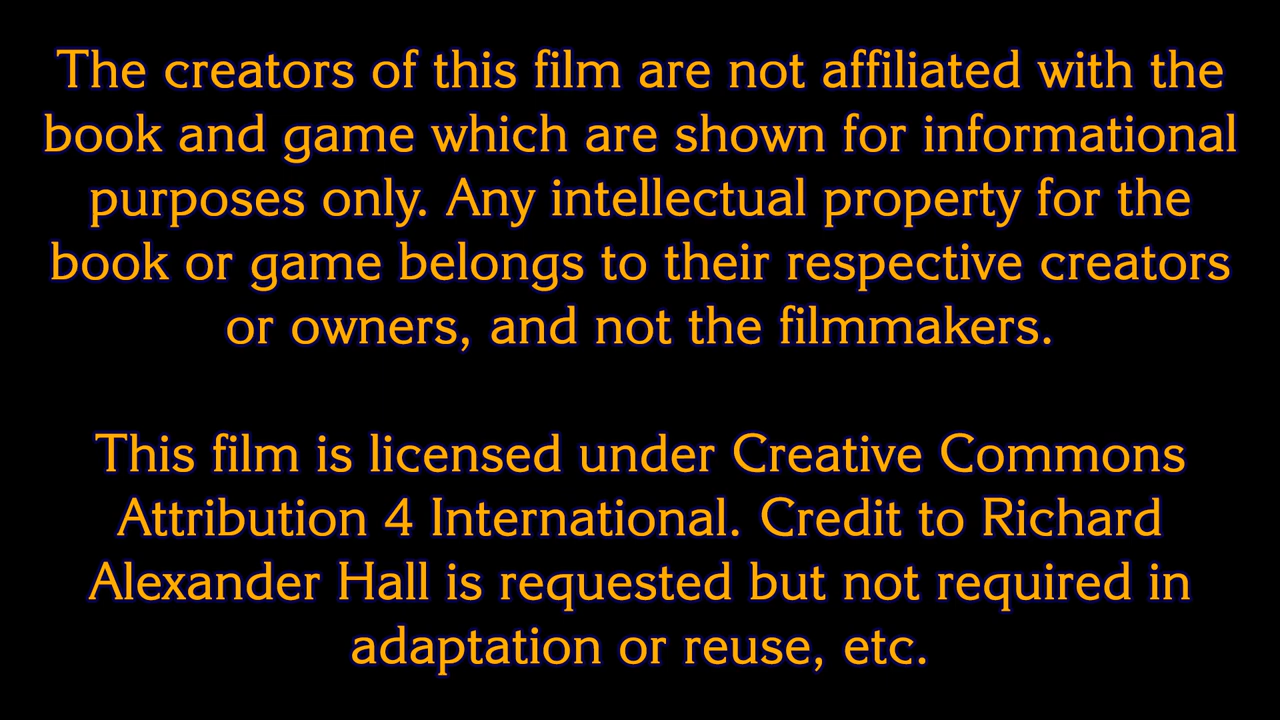 The creators of this film are not affiliated with the
book and game which are shown for informational
purposes only. Any intellectual property for the
book or game belongs to their respective creators
or owners, and not the filmmakers.
This film is licensed under Creative Commons
Attribution 4 International. Credit to Richard
Alexander Hall is requested but not required in
adaptation or reuse, etc.